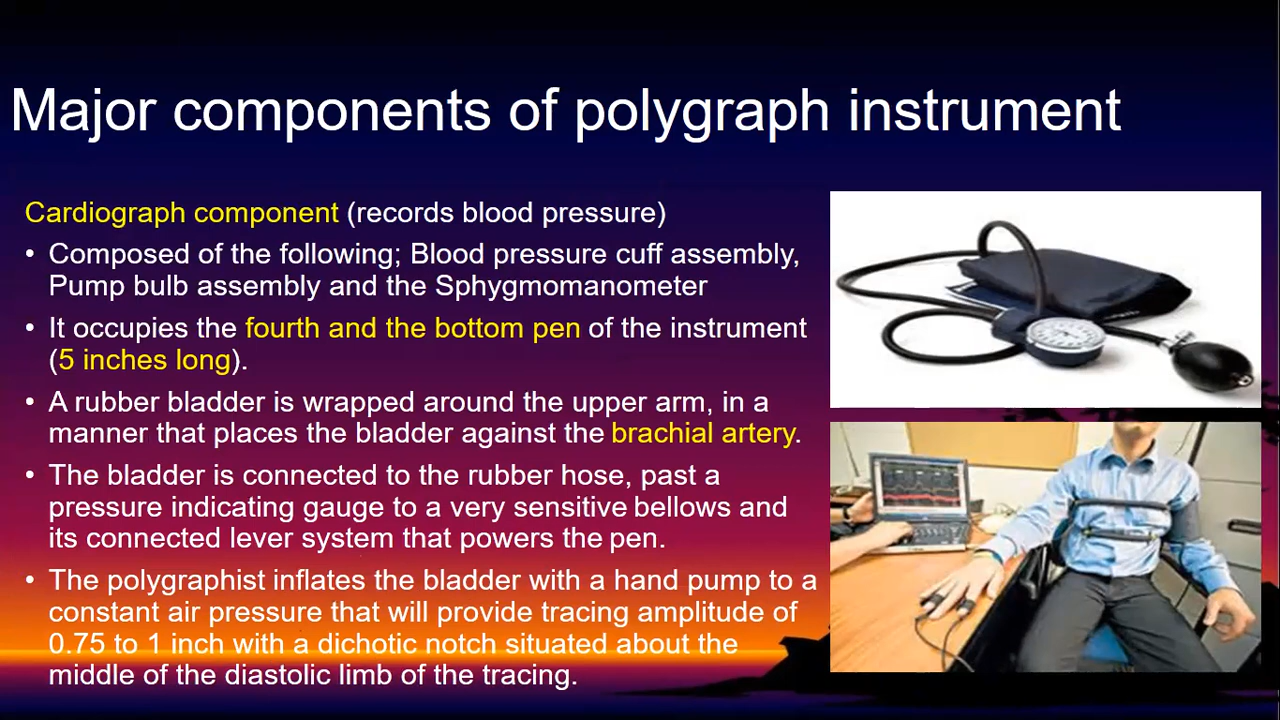 Major components of polygraph instrument
Cardiograph component (records blood pressure)
• Composed of the following; Blood pressure cuff assembly,
Pump bulb assembly and the Sphygmomanometer
• It occupies the fourth and the bottom pen of the instrument
(5 inches long).
• A rubber bladder is wrapped around the upper arm, in a
manner that places the bladder against the brachial artery.
• The bladder is connected to the rubber hose, past a
pressure indicating gauge to a very sensitive bellows and
its connected lever system that powers the pen.
• The polygraphist inflates the bladder with a hand pump to a
constant air pressure that will provide tracing amplitude of
0.75 to 1 inch with a dichotic notch situated about the
middle of the diastolic limb of the tracing.